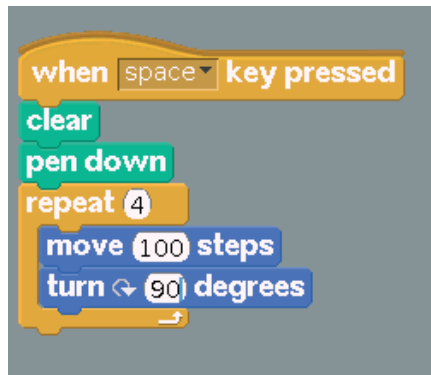 when space key pressed
clear
pen down
repeat 4
move 100 steps
turn 90 degrees